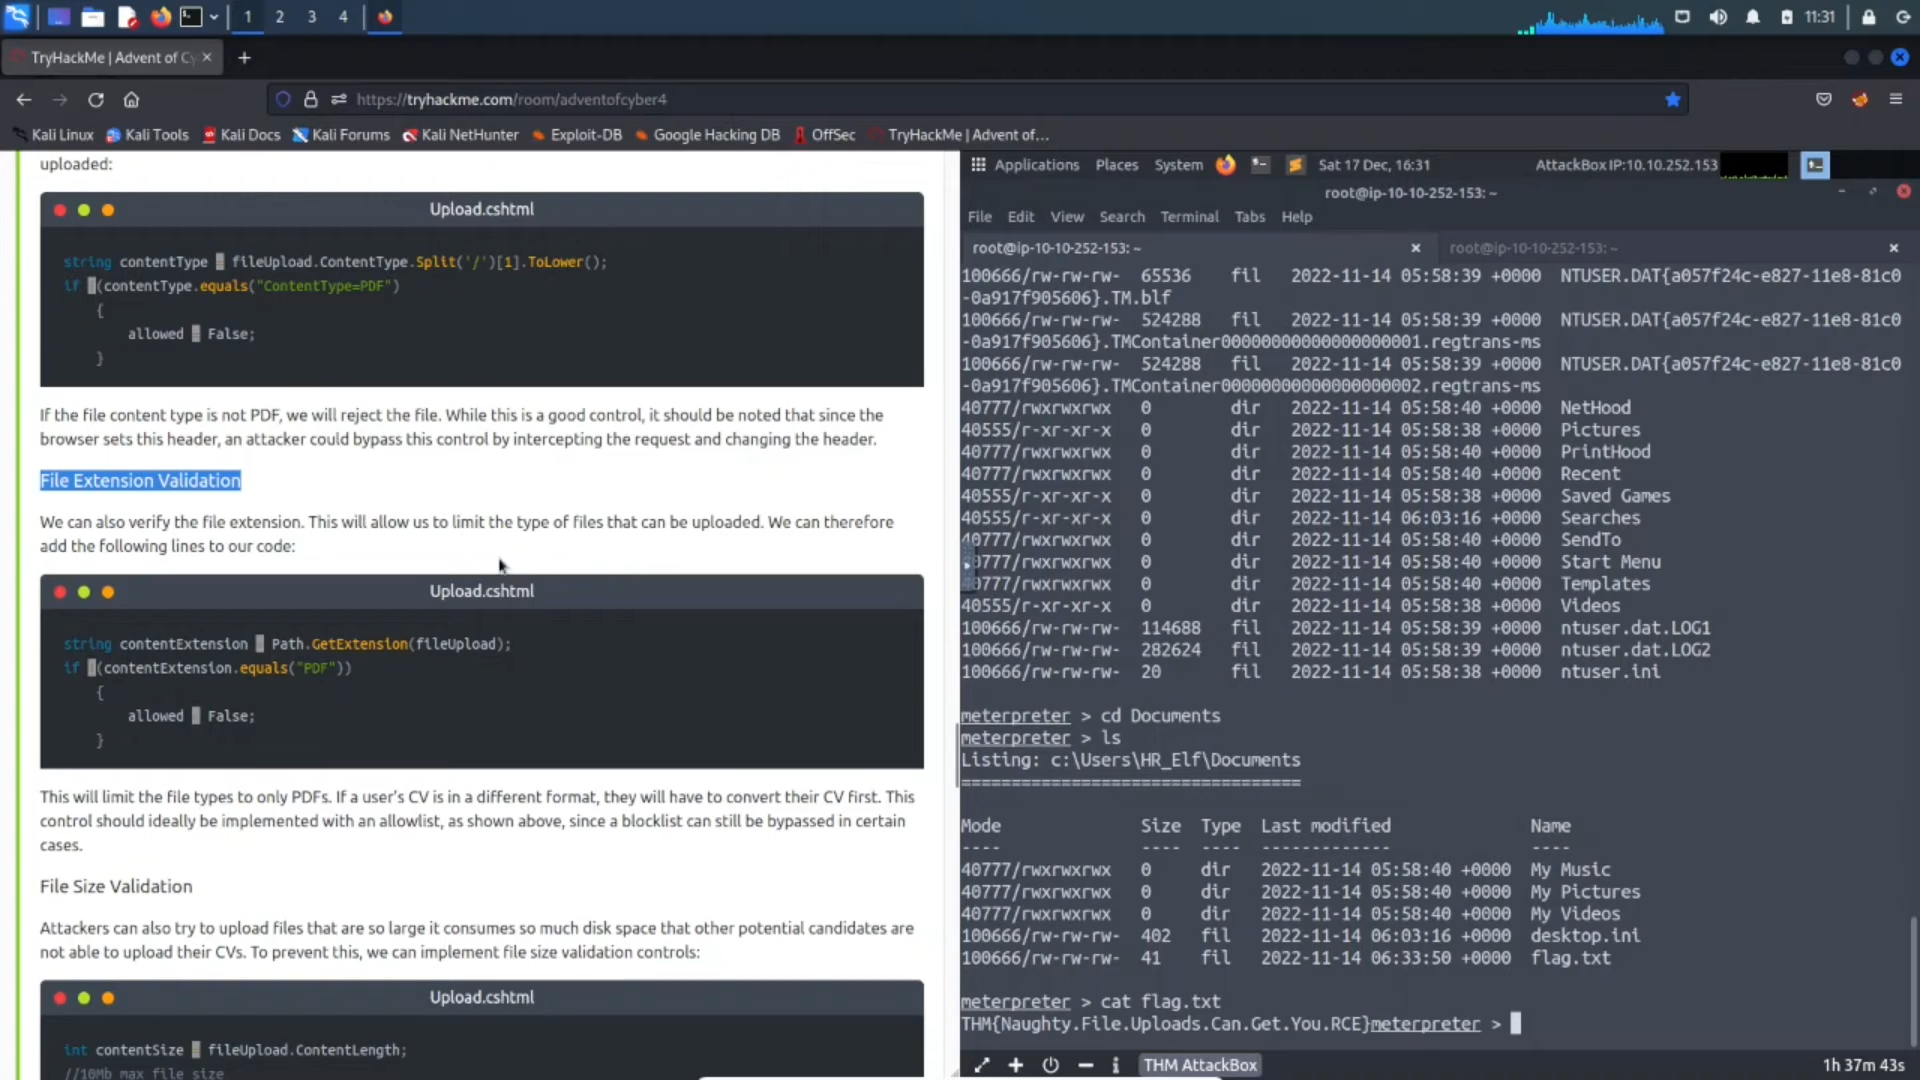 1 2 3 4 11:31
TryHackMe | Advent of Cy
https://tryhackme.com/room/adventofcyber4
Kali Linux Kali Tools Kali Docs Kali Forums Kali NetHunter Exploit-DB Google Hacking DB OffSec TryHackMe | Advent of...
uploaded:
Upload.cshtml
string contentType fileUpload.ContentType.Split('/')[1].ToLower();
if (contentType.equals("ContentType=PDF")
{
allowed False;
}
If the file content type is not PDF, we will reject the file. While this is a good control, it should be noted that since the
browser sets this header, an attacker could bypass this control by intercepting the request and changing the header.
File Extension Validation
We can also verify the file extension. This will allow us to limit the type of files that can be uploaded. We can therefore
add the following lines to our code:
Upload.cshtml
string contentExtension Path.GetExtension(fileUpload);
if (contentExtension.equals("PDF"))
{
allowed False;
}
This will limit the file types to only PDFs. If a user's CV is in a different format, they will have to convert their CV first. This
control should ideally be implemented with an allowlist, as shown above, since a blocklist can still be bypassed in certain
cases.
File Size Validation
Attackers can also try to upload files that are so large it consumes so much disk space that other potential candidates are
not able to upload their CVs. To prevent this, we can implement file size validation controls:
Upload.cshtml
int contentSize fileUpload.ContentLength;
//10Mb max file size
Applications Places System Sat 17 Dec, 16:31 AttackBox IP:10.10.252.153
root@ip-10-10-252-153: ~
File Edit View Search Terminal Tabs Help
root@ip-10-10-252-153: ~ root@ip-10-10-252-153: ~
100666/rw-rw-rw- 65536 fil 2022-11-14 05:58:39 +0000 NTUSER.DAT{a057f24c-e827-11e8-81c0
-0a917f905606}.TM.blf
100666/rw-rw-rw- 524288 fil 2022-11-14 05:58:39 +0000 NTUSER.DAT{a057f24c-e827-11e8-81c0
-0a917f905606}.TMContainer00000000000000000001.regtrans-ms
100666/rw-rw-rw- 524288 fil 2022-11-14 05:58:39 +0000 NTUSER.DAT{a057f24c-e827-11e8-81c0
-0a917f905606}.TMContainer00000000000000000002.regtrans-ms
40777/rwxrwxrwx 0 dir 2022-11-14 05:58:40 +0000 NetHood
40555/r-xr-xr-x 0 dir 2022-11-14 05:58:38 +0000 Pictures
40777/rwxrwxrwx 0 dir 2022-11-14 05:58:40 +0000 PrintHood
40777/rwxrwxrwx 0 dir 2022-11-14 05:58:40 +0000 Recent
40555/r-xr-xr-x 0 dir 2022-11-14 05:58:38 +0000 Saved Games
40555/r-xr-xr-x 0 dir 2022-11-14 06:03:16 +0000 Searches
40777/rwxrwxrwx 0 dir 2022-11-14 05:58:40 +0000 SendTo
0777/rwxrwxrwx 0 dir 2022-11-14 05:58:40 +0000 Start Menu
40777/rwxrwxrwx 0 dir 2022-11-14 05:58:40 +0000 Templates
40555/r-xr-xr-x 0 dir 2022-11-14 05:58:38 +0000 Videos
100666/rw-rw-rw- 114688 fil 2022-11-14 05:58:39 +0000 ntuser.dat.LOG1
100666/rw-rw-rw- 282624 fil 2022-11-14 05:58:39 +0000 ntuser.dat.LOG2
100666/rw-rw-rw- 20 fil 2022-11-14 05:58:38 +0000 ntuser.ini
meterpreter > cd Documents
meterpreter > ls
Listing: c:\Users\HR_Elf\Documents
==================================
Mode Size Type Last modified Name
---- ---- ---- ------------- ----
40777/rwxrwxrwx 0 dir 2022-11-14 05:58:40 +0000 My Music
40777/rwxrwxrwx 0 dir 2022-11-14 05:58:40 +0000 My Pictures
40777/rwxrwxrwx 0 dir 2022-11-14 05:58:40 +0000 My Videos
100666/rw-rw-rw- 402 fil 2022-11-14 06:03:16 +0000 desktop.ini
100666/rw-rw-rw- 41 fil 2022-11-14 06:33:50 +0000 flag.txt
meterpreter > cat flag.txt
THM{Naughty.File.Uploads.Can.Get.You.RCE}meterpreter >
THM AttackBox 1h 37m 43s